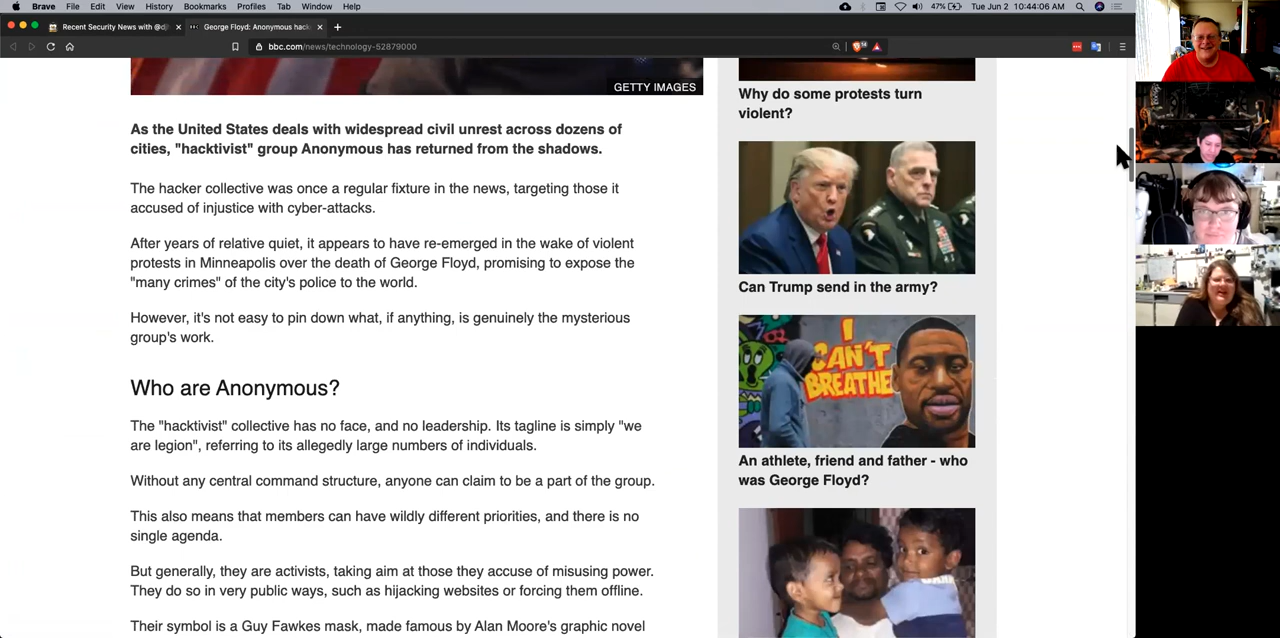 Brave File Edit View History Bookmarks Profiles Tab Window Help 47% Tue Jun 2 10:44:06 AM
Recent Security News with @d George Floyd: Anonymous hac
bbc.com/news/technology-52879000
GETTY IMAGES
As the United States deals with widespread civil unrest across dozens of
cities, "hacktivist" group Anonymous has returned from the shadows.
The hacker collective was once a regular fixture in the news, targeting those it
accused of injustice with cyber-attacks.
After years of relative quiet, it appears to have re-emerged in the wake of violent
protests in Minneapolis over the death of George Floyd, promising to expose the
"many crimes" of the city's police to the world.
However, it's not easy to pin down what, if anything, is genuinely the mysterious
group's work.
Who are Anonymous?
The "hacktivist" collective has no face, and no leadership. Its tagline is simply "we
are legion", referring to its allegedly large numbers of individuals.
Without any central command structure, anyone can claim to be a part of the group.
This also means that members can have wildly different priorities, and there is no
single agenda.
But generally, they are activists, taking aim at those they accuse of misusing power.
They do so in very public ways, such as hijacking websites or forcing them offline.
Their symbol is a Guy Fawkes mask, made famous by Alan Moore's graphic novel
Why do some protests turn
violent?
Can Trump send in the army?
I
CAN'T
BREATHE
An athlete, friend and father - who
was George Floyd?